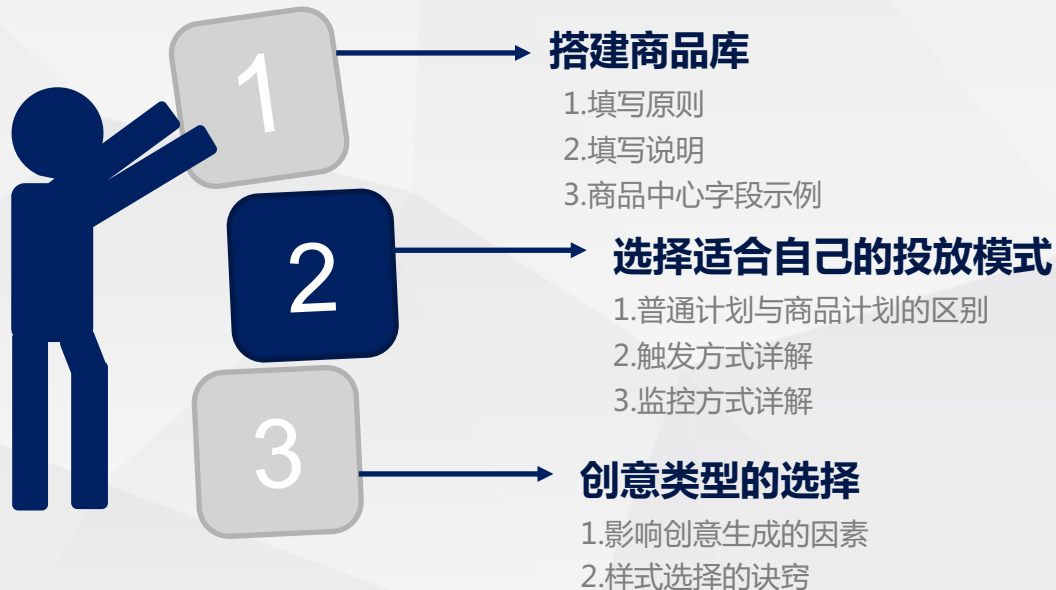 1
搭建商品库
1.填写原则
2.填写说明
3.商品中心字段示例
2
选择适合自己的投放模式
1.普通计划与商品计划的区别
2.触发方式详解
3.监控方式详解
3
创意类型的选择
1.影响创意生成的因素
2.样式选择的诀窍